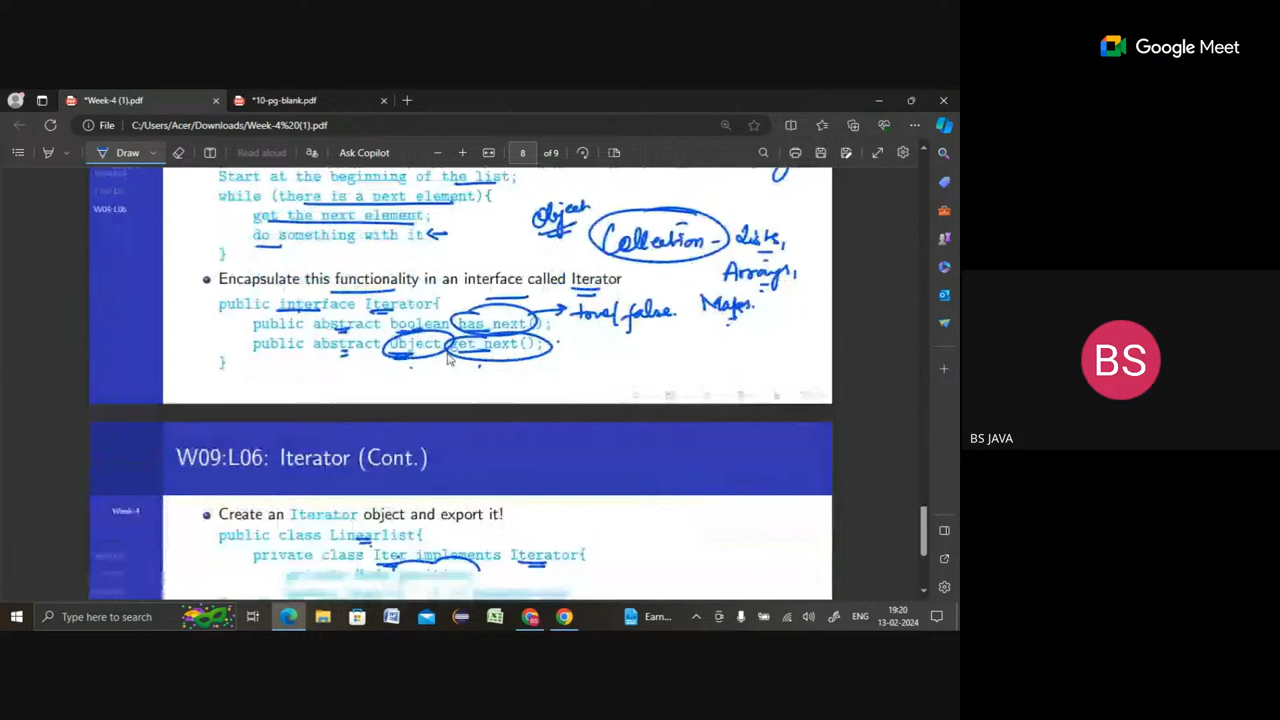 Google Meet
*Week-4 (1).pdf
*10-pg-blank.pdf
File
C:/Users/Acer/Downloads/Week-4%20(1).pdf
Draw
Read aloud
Ask Copilot
8
of 9
Start at the beginning of the list;
W04:L06
while (there is a next element){
get the next element;
do something with it
}
Object
Collection - Lists,
Arrays,
Maps.
Encapsulate this functionality in an interface called Iterator
public interface Iterator{
public abstract boolean has_next();
true/false.
public abstract Object get_next();
}
W09:L06: Iterator (Cont.)
Week-4
Create an Iterator object and export it!
public class Linearlist{
private class Iter implements Iterator{
BS
BS JAVA
Type here to search
Earn...
ENG
19:20
13-02-2024